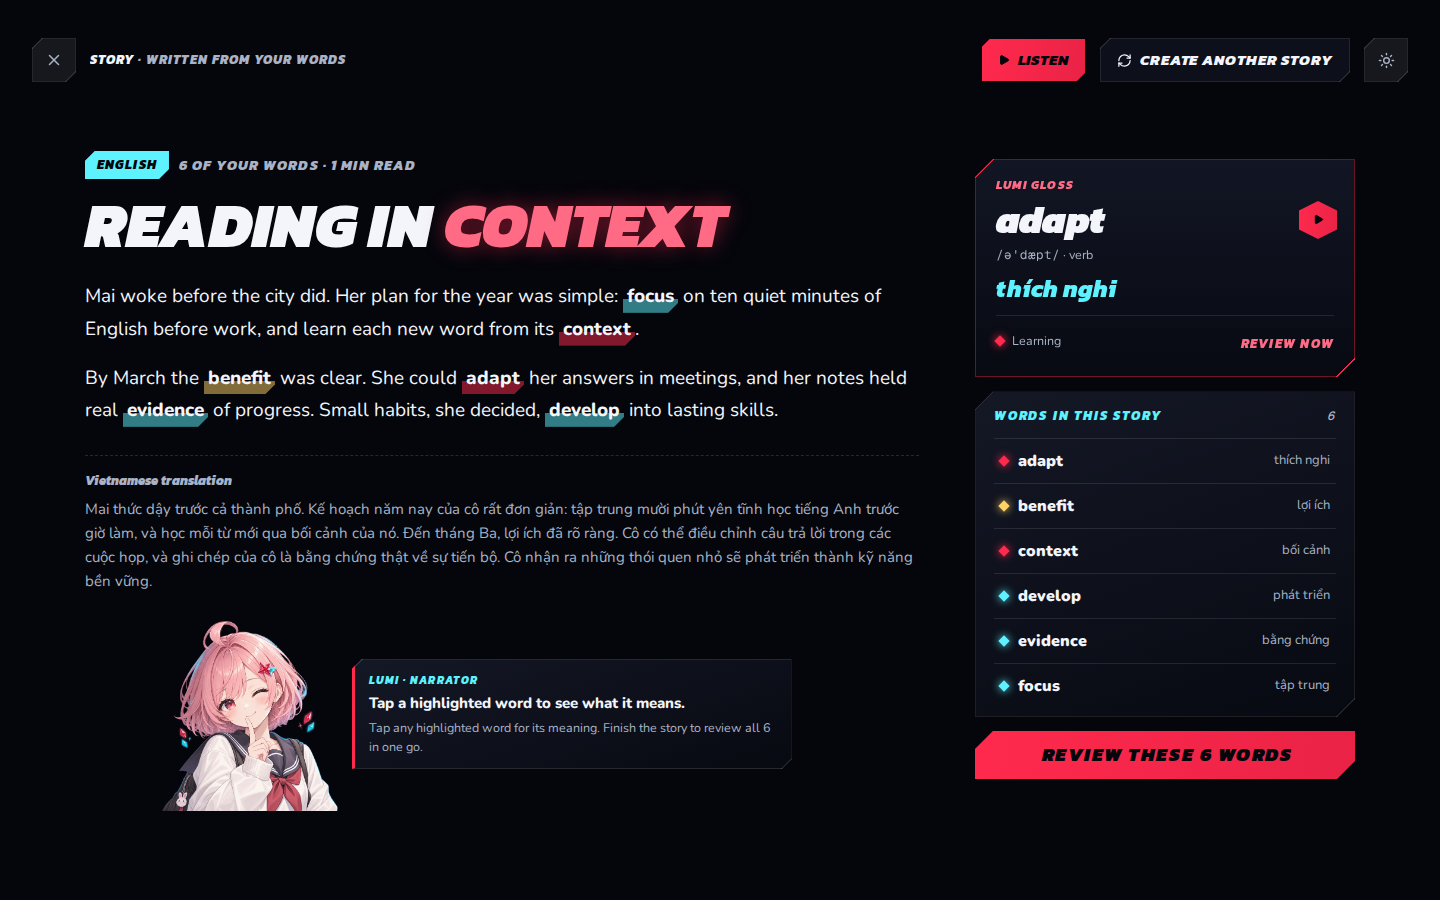 STORY · WRITTEN FROM YOUR WORDS
LISTEN
CREATE ANOTHER STORY
ENGLISH
6 OF YOUR WORDS · 1 MIN READ
READING IN CONTEXT
Mai woke before the city did. Her plan for the year was simple: focus on ten quiet minutes of
English before work, and learn each new word from its context.
By March the benefit was clear. She could adapt her answers in meetings, and her notes held
real evidence of progress. Small habits, she decided, develop into lasting skills.
Vietnamese translation
Mai thức dậy trước cả thành phố. Kế hoạch năm nay của cô rất đơn giản: tập trung mười phút yên tĩnh học tiếng Anh trước
giờ làm, và học mỗi từ mới qua bối cảnh của nó. Đến tháng Ba, lợi ích đã rõ ràng. Cô có thể điều chỉnh câu trả lời trong các
cuộc họp, và ghi chép của cô là bằng chứng thật về sự tiến bộ. Cô nhận ra những thói quen nhỏ sẽ phát triển thành kỹ năng
bền vững.
LUMI · NARRATOR
Tap a highlighted word to see what it means.
Tap any highlighted word for its meaning. Finish the story to review all 6
in one go.
LUMI GLOSS
adapt
/əˈdæpt/ · verb
thích nghi
Learning
REVIEW NOW
WORDS IN THIS STORY 6
adapt thích nghi
benefit lợi ích
context bối cảnh
develop phát triển
evidence bằng chứng
focus tập trung
REVIEW THESE 6 WORDS